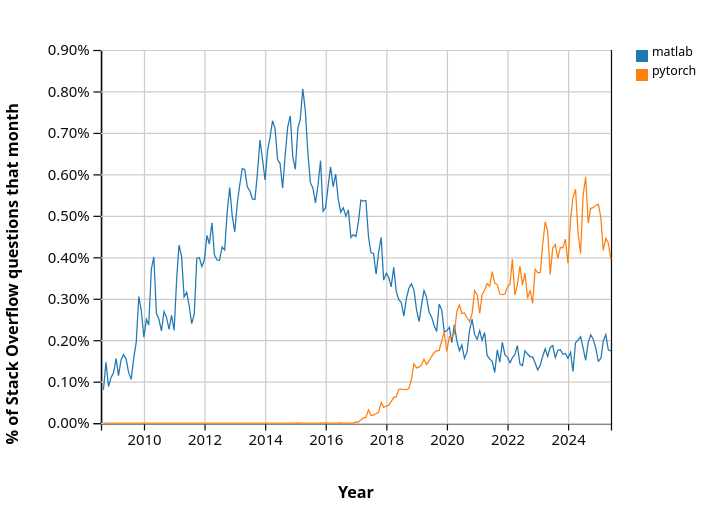 % of Stack Overflow questions that month
0.90%
0.80%
0.70%
0.60%
0.50%
0.40%
0.30%
0.20%
0.10%
0.00%
2010 2012 2014 2016 2018 2020 2022 2024
Year
matlab
pytorch